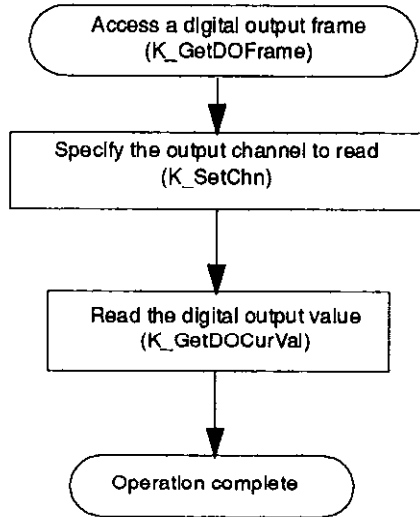 Access a digital output frame
(K_GetDOFrame)
Specify the output channel to read
(K_SetChn)
Read the digital output value
(K_GetDOCurVal)
Operation complete